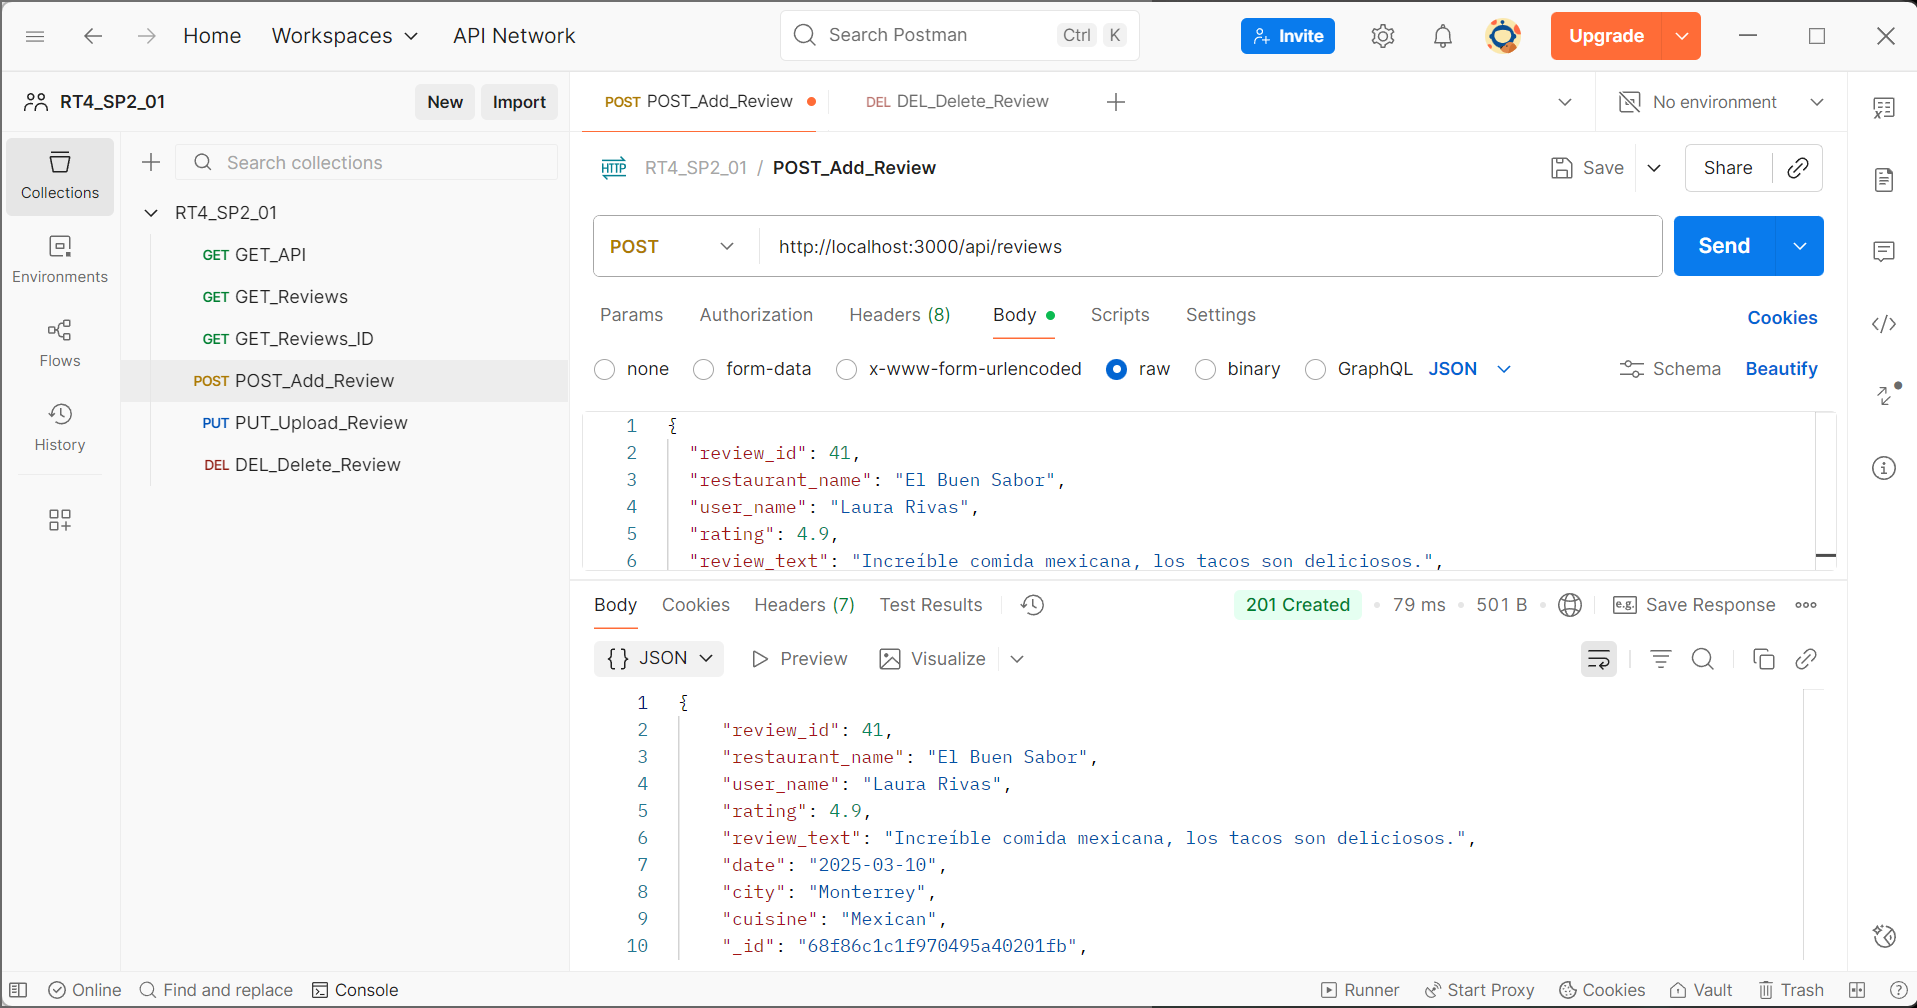 Home Workspaces API Network Search Postman Ctrl K Invite Upgrade
RT4_SP2_01 New Import POST POST_Add_Review DEL DEL_Delete_Review No environment
Collections
Environments
Flows
History
Search collections
RT4_SP2_01
GET GET_API
GET GET_Reviews
GET GET_Reviews_ID
POST POST_Add_Review
PUT PUT_Upload_Review
DEL DEL_Delete_Review
HTTP RT4_SP2_01 / POST_Add_Review Save Share
POST http://localhost:3000/api/reviews Send
Params Authorization Headers (8) Body Scripts Settings Cookies
none form-data x-www-form-urlencoded raw binary GraphQL JSON Schema Beautify
1 {
2 "review_id": 41,
3 "restaurant_name": "El Buen Sabor",
4 "user_name": "Laura Rivas",
5 "rating": 4.9,
6 "review_text": "Increíble comida mexicana, los tacos son deliciosos.",
Body Cookies Headers (7) Test Results 201 Created 79 ms 501 B e.g. Save Response
{} JSON Preview Visualize
1 {
2 "review_id": 41,
3 "restaurant_name": "El Buen Sabor",
4 "user_name": "Laura Rivas",
5 "rating": 4.9,
6 "review_text": "Increíble comida mexicana, los tacos son deliciosos.",
7 "date": "2025-03-10",
8 "city": "Monterrey",
9 "cuisine": "Mexican",
10 "_id": "68f86c1c1f970495a40201fb",
Online Find and replace Console Runner Start Proxy Cookies Vault Trash